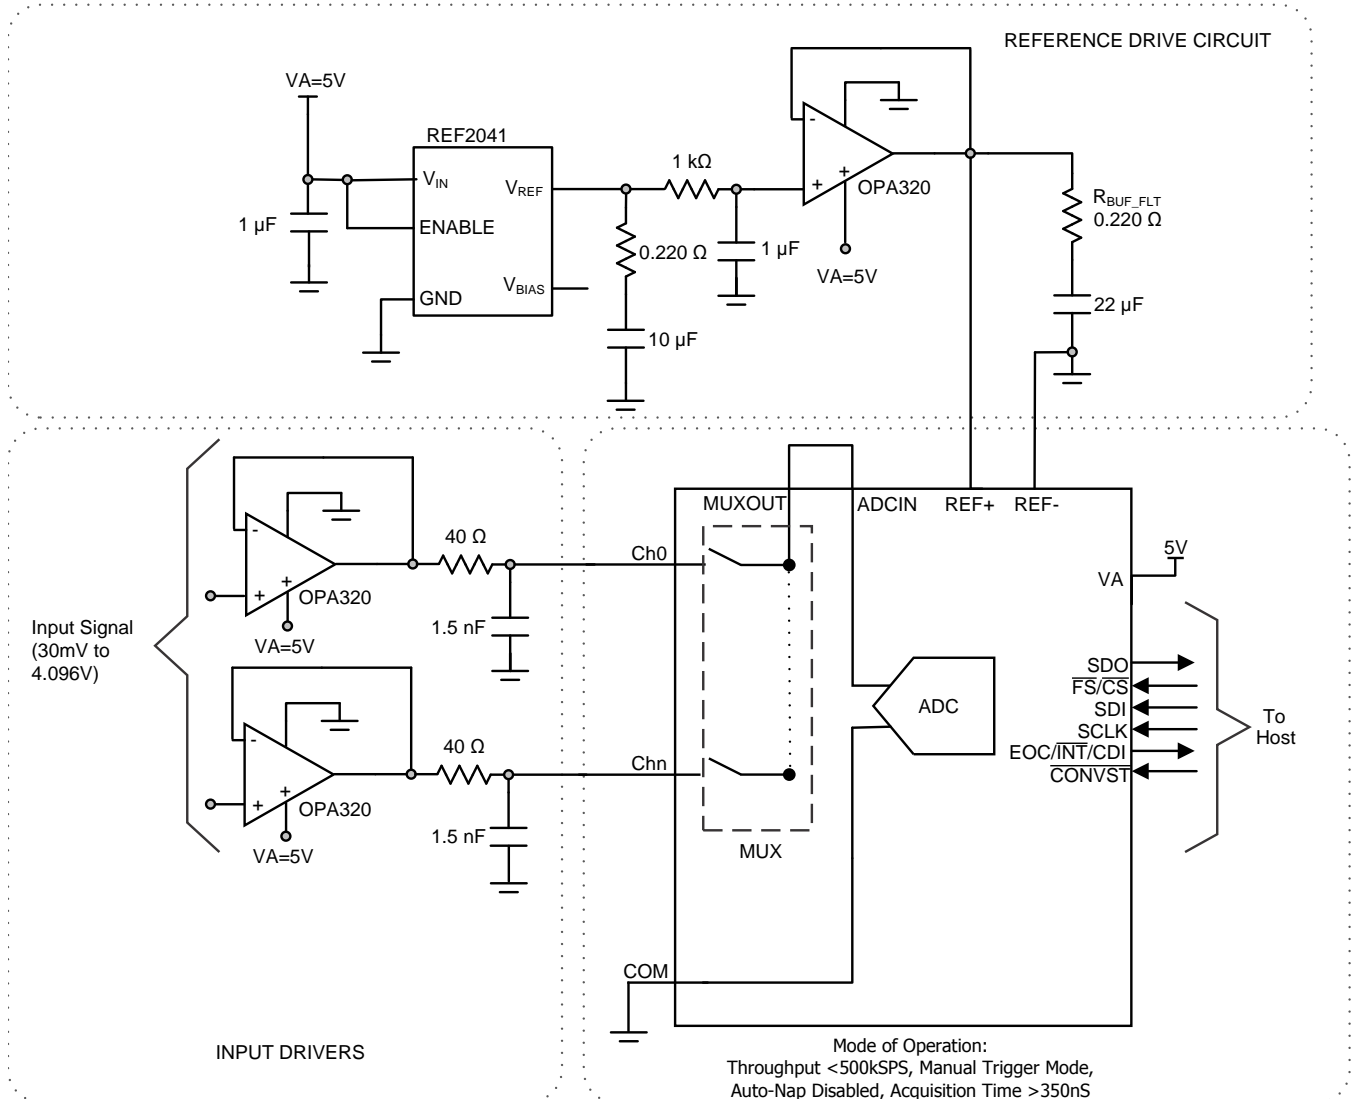 REFERENCE DRIVE CIRCUIT
VA=5V
REF2041
VIN
VREF
1 kΩ
-
+
+
OPA320
RBUF_FLT
0.220 Ω
1 µF
ENABLE
0.220 Ω
1 µF
VA=5V
VBIAS
GND
22 µF
10 µF
MUXOUT
ADCIN
REF+
REF-
-
40 Ω
Ch0
5V
VA
+
+
OPA320
Input Signal
(30mV to
4.096V)
1.5 nF
VA=5V
SDO
FS/CS
SDI
SCLK
EOC/INT/CDI
CONVST
To
Host
ADC
-
40 Ω
Chn
+
+
OPA320
1.5 nF
VA=5V
MUX
COM
INPUT DRIVERS
Mode of Operation:
Throughput <500kSPS, Manual Trigger Mode,
Auto-Nap Disabled, Acquisition Time >350nS